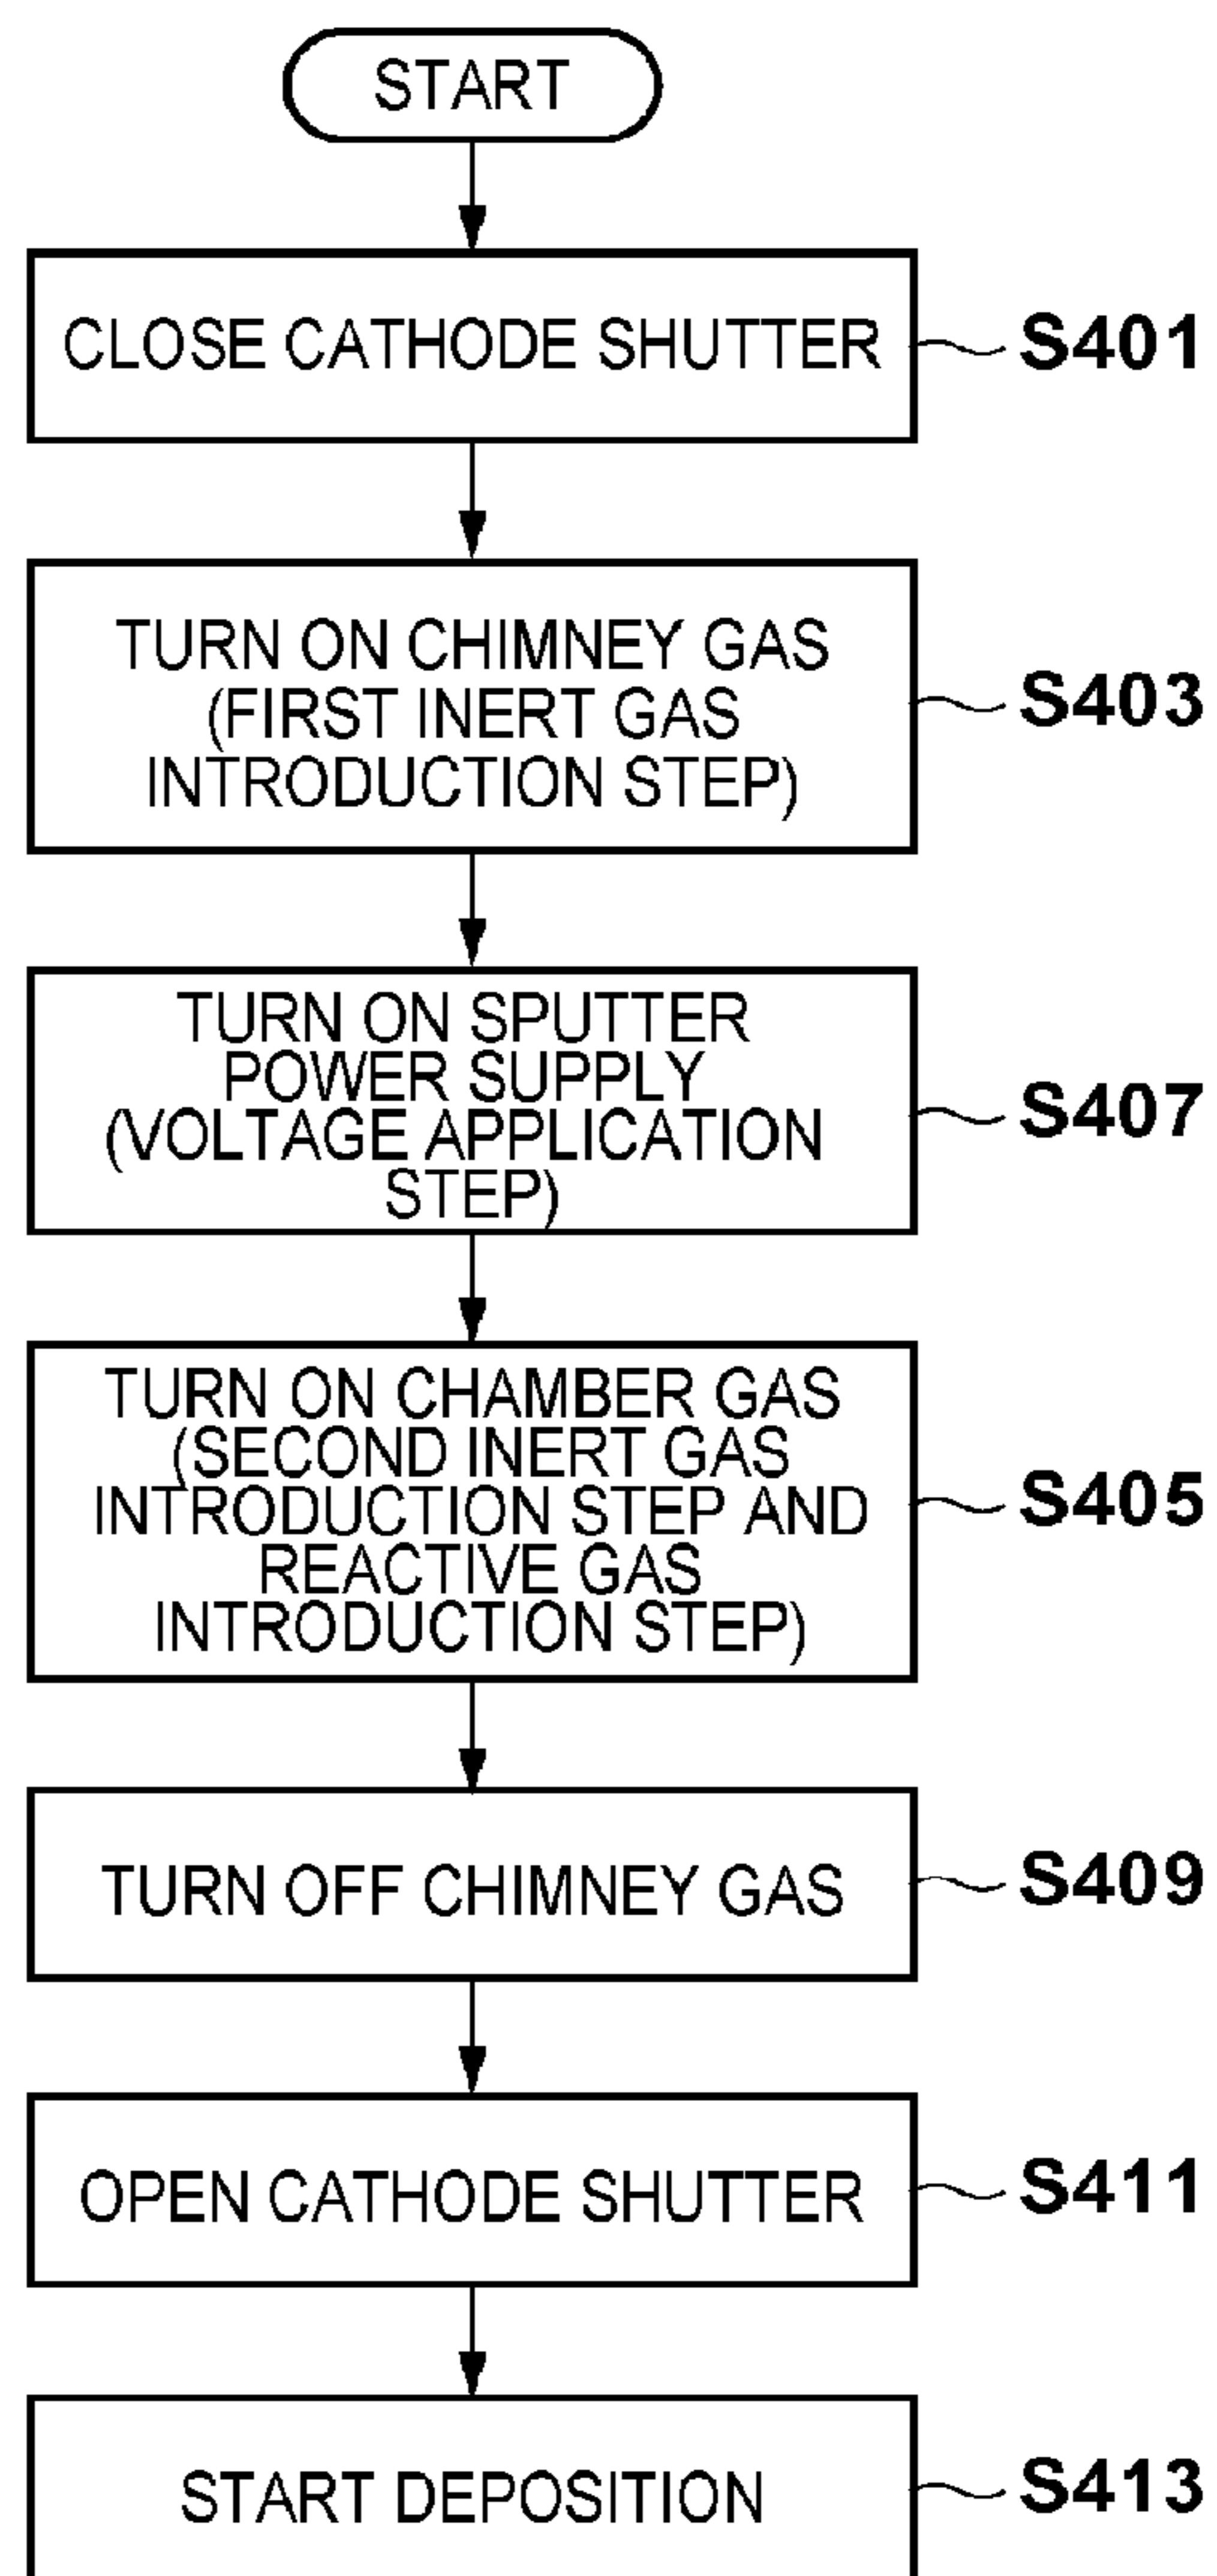 START
CLOSE CATHODE SHUTTER
S401
TURN ON CHIMNEY GAS
(FIRST INERT GAS
INTRODUCTION STEP)
S403
TURN ON SPUTTER
POWER SUPPLY
(VOLTAGE APPLICATION
STEP)
S407
TURN ON CHAMBER GAS
(SECOND INERT GAS
INTRODUCTION STEP AND
REACTIVE GAS
INTRODUCTION STEP)
S405
TURN OFF CHIMNEY GAS
S409
OPEN CATHODE SHUTTER
S411
START DEPOSITION
S413